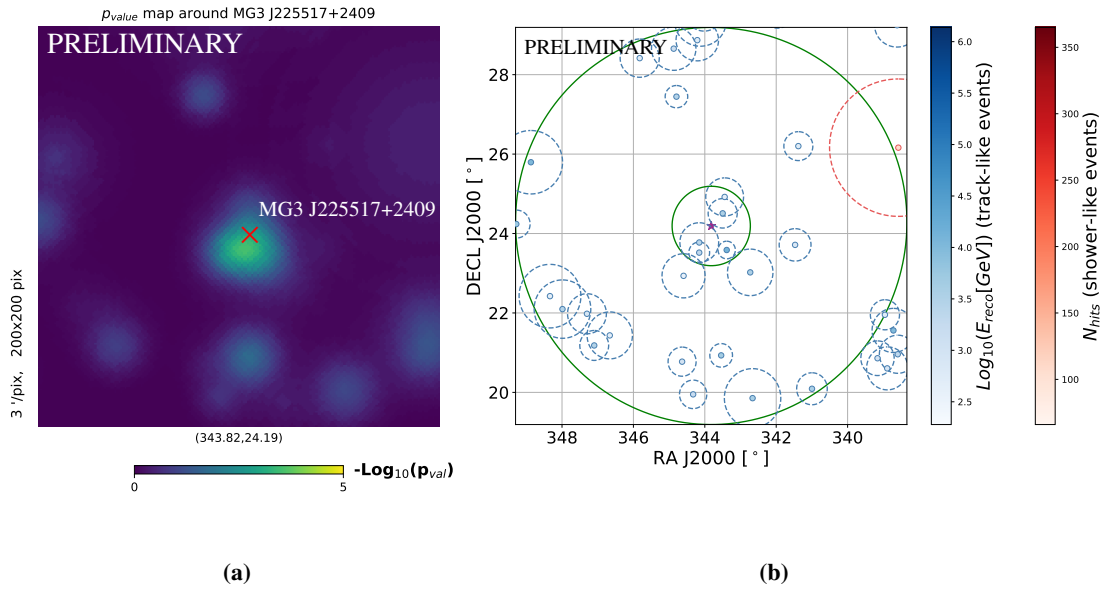 p_value map around MG3 J225517+2409
PRELIMINARY
MG3 J225517+2409
3 '/pix, 200x200 pix
(343.82,24.19)
-Log10(p_val)
0 5
(a)
PRELIMINARY
28
26
24
22
20
DECL J2000 [°]
348 346 344 342 340
RA J2000 [°]
6.0
5.5
5.0
4.5
4.0
3.5
3.0
2.5
Log10(E_reco[GeV]) (track-like events)
350
300
250
200
150
100
N_hits (shower-like events)
(b)